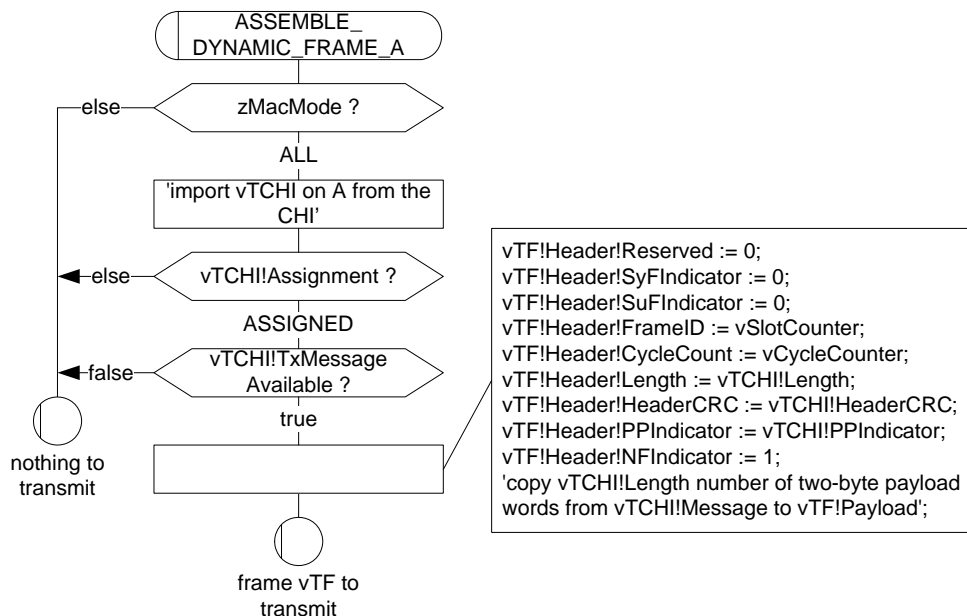 ASSEMBLE_
DYNAMIC_FRAME_A
else
zMacMode ?
ALL
'import vTCHI on A from the
CHI'
else
vTCHI!Assignment ?
ASSIGNED
false
vTCHI!TxMessage
Available ?
true
nothing to
transmit
frame vTF to
transmit
vTF!Header!Reserved := 0;
vTF!Header!SyFIndicator := 0;
vTF!Header!SuFIndicator := 0;
vTF!Header!FrameID := vSlotCounter;
vTF!Header!CycleCount := vCycleCounter;
vTF!Header!Length := vTCHI!Length;
vTF!Header!HeaderCRC := vTCHI!HeaderCRC;
vTF!Header!PPIndicator := vTCHI!PPIndicator;
vTF!Header!NFIndicator := 1;
'copy vTCHI!Length number of two-byte payload
words from vTCHI!Message to vTF!Payload';